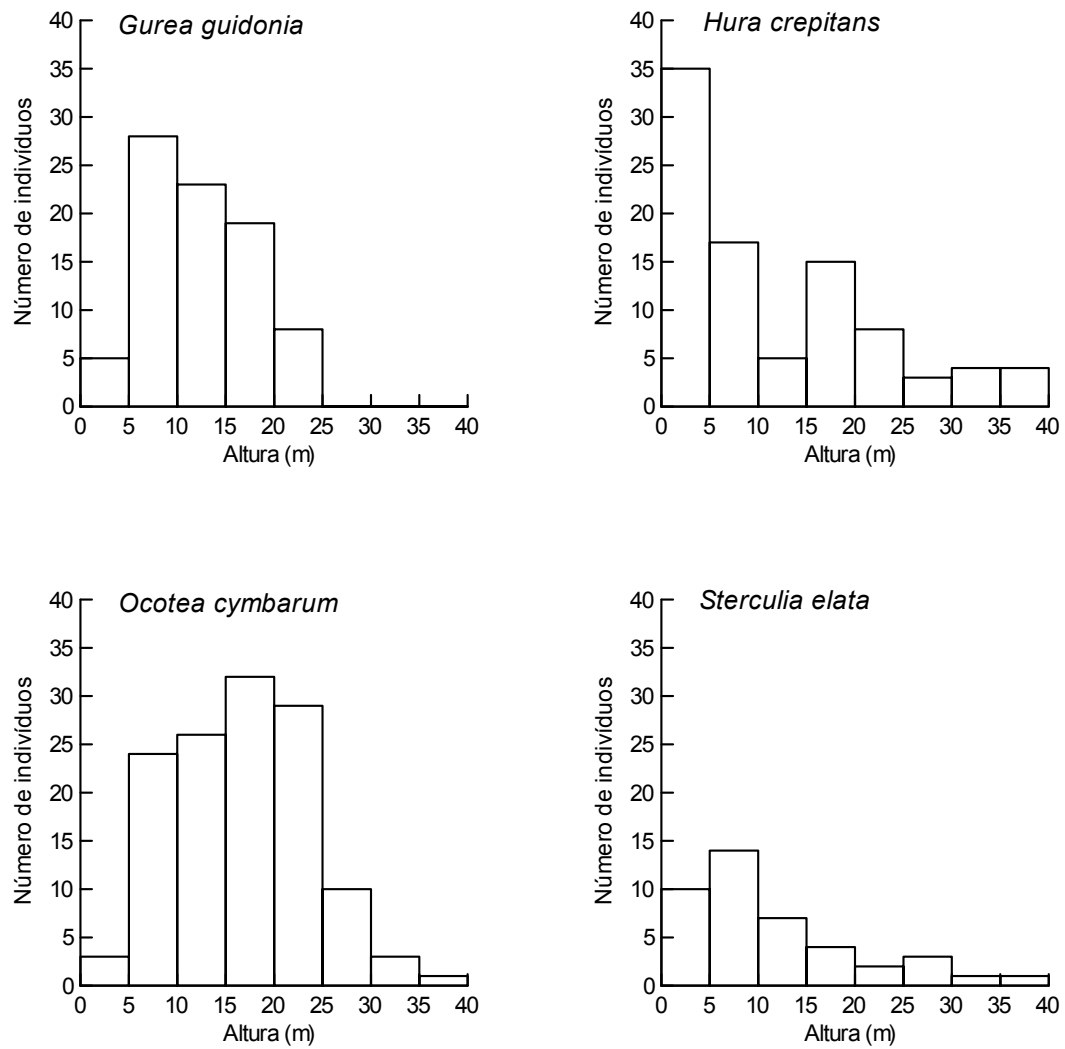 Gurea guidonia
Número de indivíduos
40
35
30
25
20
15
10
5
0
0 5 10 15 20 25 30 35 40
Altura (m)
Hura crepitans
Número de indivíduos
40
35
30
25
20
15
10
5
0
0 5 10 15 20 25 30 35 40
Altura (m)
Ocotea cymbarum
Número de indivíduos
40
35
30
25
20
15
10
5
0
0 5 10 15 20 25 30 35 40
Altura (m)
Sterculia elata
Número de indivíduos
40
35
30
25
20
15
10
5
0
0 5 10 15 20 25 30 35 40
Altura (m)